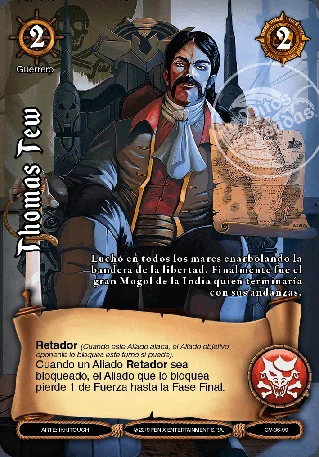 2
2
Guerrero
Thomas Tew
Luchó en todos los mares enarbolando la
bandera de la libertad. Finalmente fue el
gran Mogol de la India quien terminaría
con sus andanzas.
Retador (Cuando este Aliado ataca, el Aliado objetivo
oponente lo bloquea este turno si puede).
Cuando un Aliado Retador sea
bloqueado, el Aliado que lo bloquea
pierde 1 de Fuerza hasta la Fase Final.